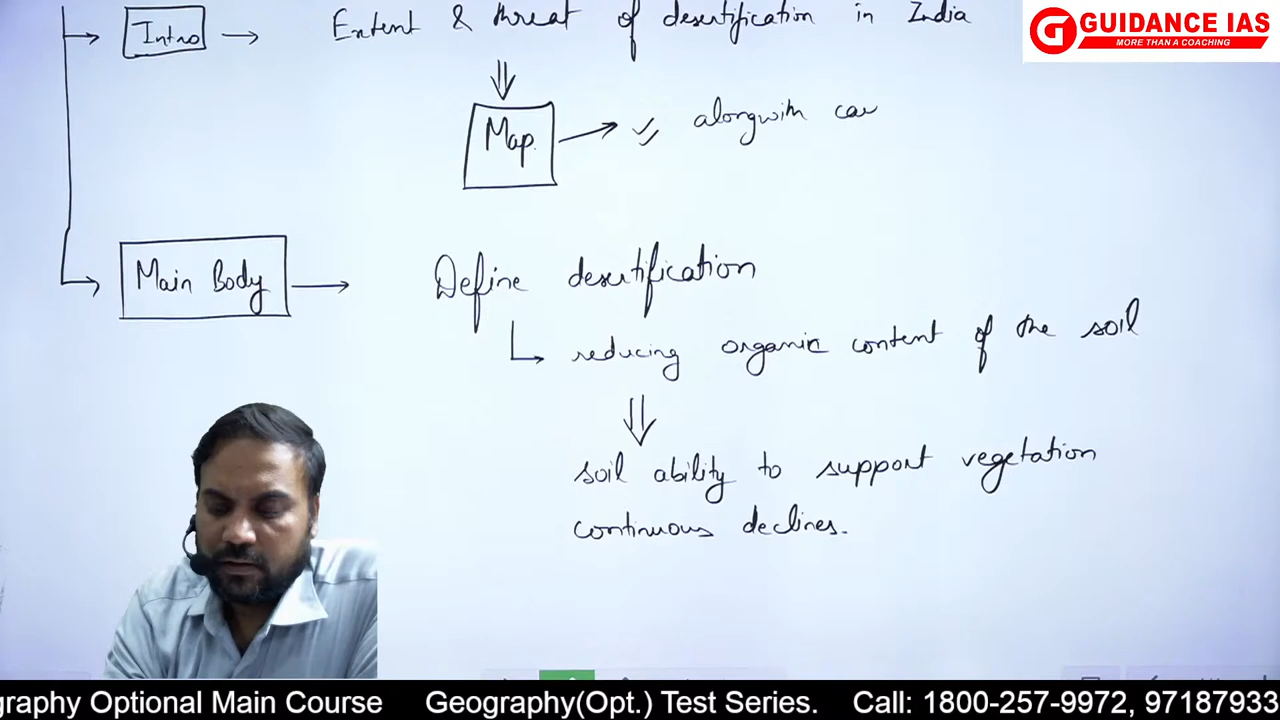 Intro → Extent & threat of desertification in India
GUIDANCE IAS
MORE THAN A COACHING
Map. alongwith cau
Main Body → Define desertification
reducing organic content of the soil
soil ability to support vegetation
continuous declines.
graphy Optional Main Course Geography(Opt.) Test Series. Call: 1800-257-9972, 97187933